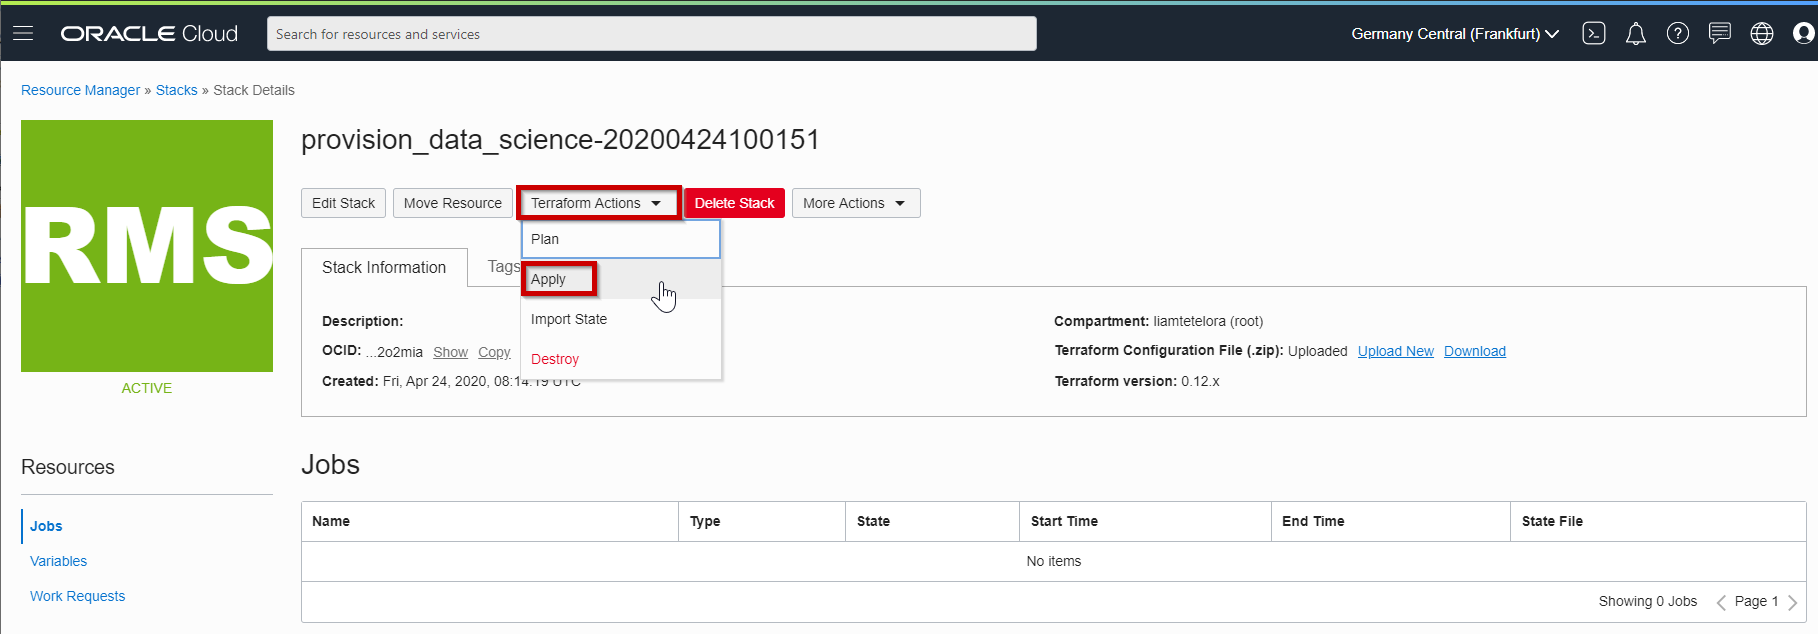 ORACLE Cloud
Search for resources and services
Germany Central (Frankfurt)
Resource Manager » Stacks » Stack Details
RMS
ACTIVE
provision_data_science-20200424100151
Edit Stack
Move Resource
Terraform Actions
Delete Stack
More Actions
Plan
Apply
Import State
Destroy
Stack Information
Tags
Description:
OCID: ...2o2mia Show Copy
Created: Fri, Apr 24, 2020, 08:14:19 UTC
Compartment: liamtetelora (root)
Terraform Configuration File (.zip): Uploaded Upload New Download
Terraform version: 0.12.x
Resources
Jobs
Variables
Work Requests
Jobs
Name Type State Start Time End Time State File
No items
Showing 0 Jobs Page 1